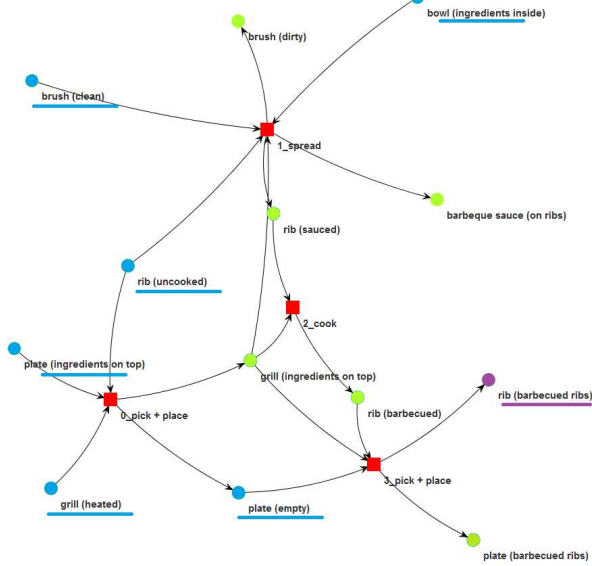 bowl (ingredients inside)
brush (dirty)
brush (clean)
1_spread
barbeque sauce (on ribs)
rib (sauced)
rib (uncooked)
2_cook
plate (ingredients on top)
grill (ingredients on top)
rib (barbecued ribs)
0_pick + place
rib (barbecued)
3_pick + place
grill (heated)
plate (empty)
plate (barbecued ribs)